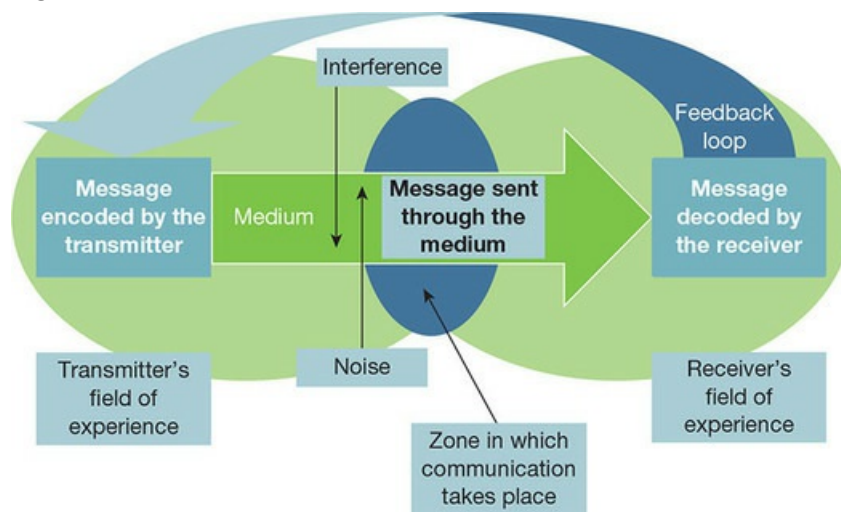 Interference
Feedback
loop
Message
encoded by the
transmitter
Medium
Message sent
through the
medium
Message
decoded by
the receiver
Transmitter's
field of
experience
Noise
Receiver's
field of
experience
Zone in which
communication
takes place